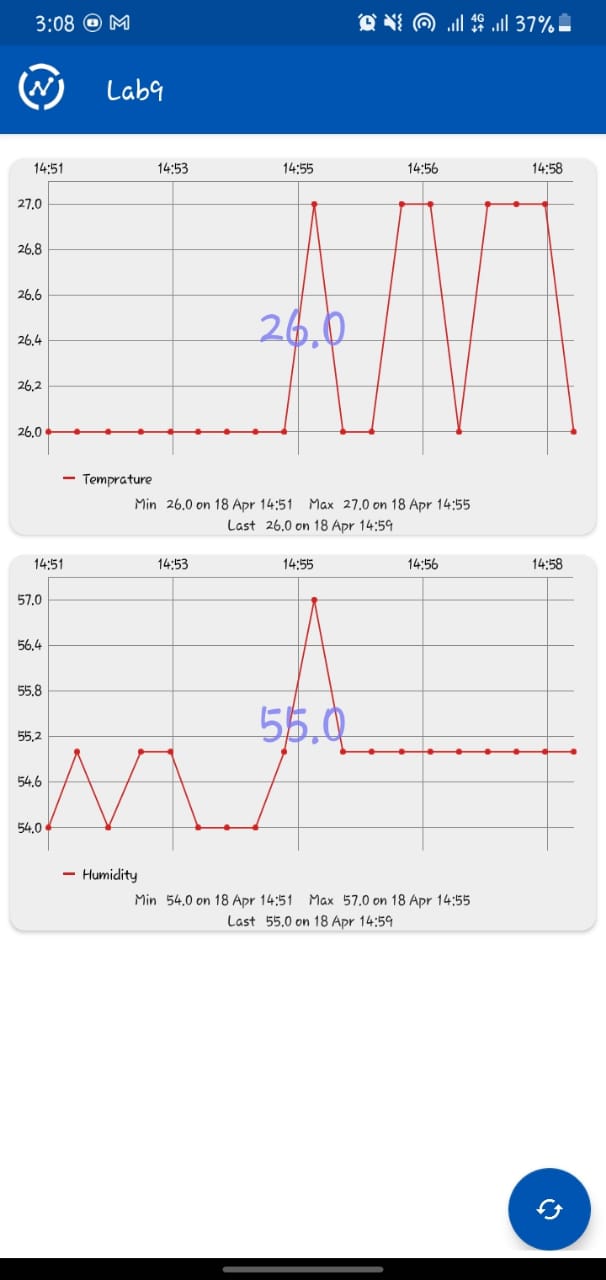 3:08 4G 37%
Lab9
14:51 14:53 14:55 14:56 14:58
27.0
26.8
26.6
26.4
26.0
26.2
26.0
Temprature
Min 26.0 on 18 Apr 14:51 Max 27.0 on 18 Apr 14:55
Last 26.0 on 18 Apr 14:59
14:51 14:53 14:55 14:56 14:58
57.0
56.4
55.8
55.2
55.0
54.6
54.0
Humidity
Min 54.0 on 18 Apr 14:51 Max 57.0 on 18 Apr 14:55
Last 55.0 on 18 Apr 14:59